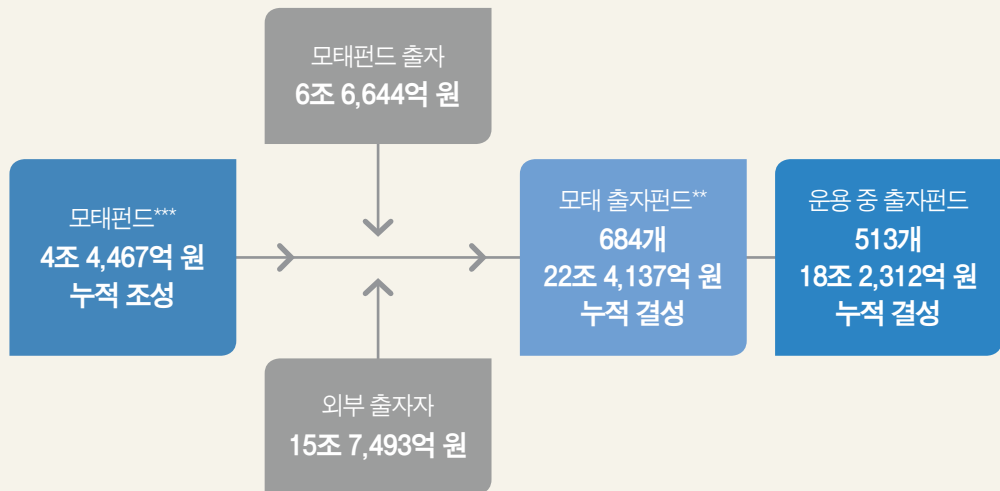 모태펀드 출자
6조 6,644억 원
모태펀드***
4조 4,467억 원
누적 조성
모태 출자펀드**
684개
22조 4,137억 원
누적 결성
운용 중 출자펀드
513개
18조 2,312억 원
누적 결성
외부 출자자
15조 7,493억 원